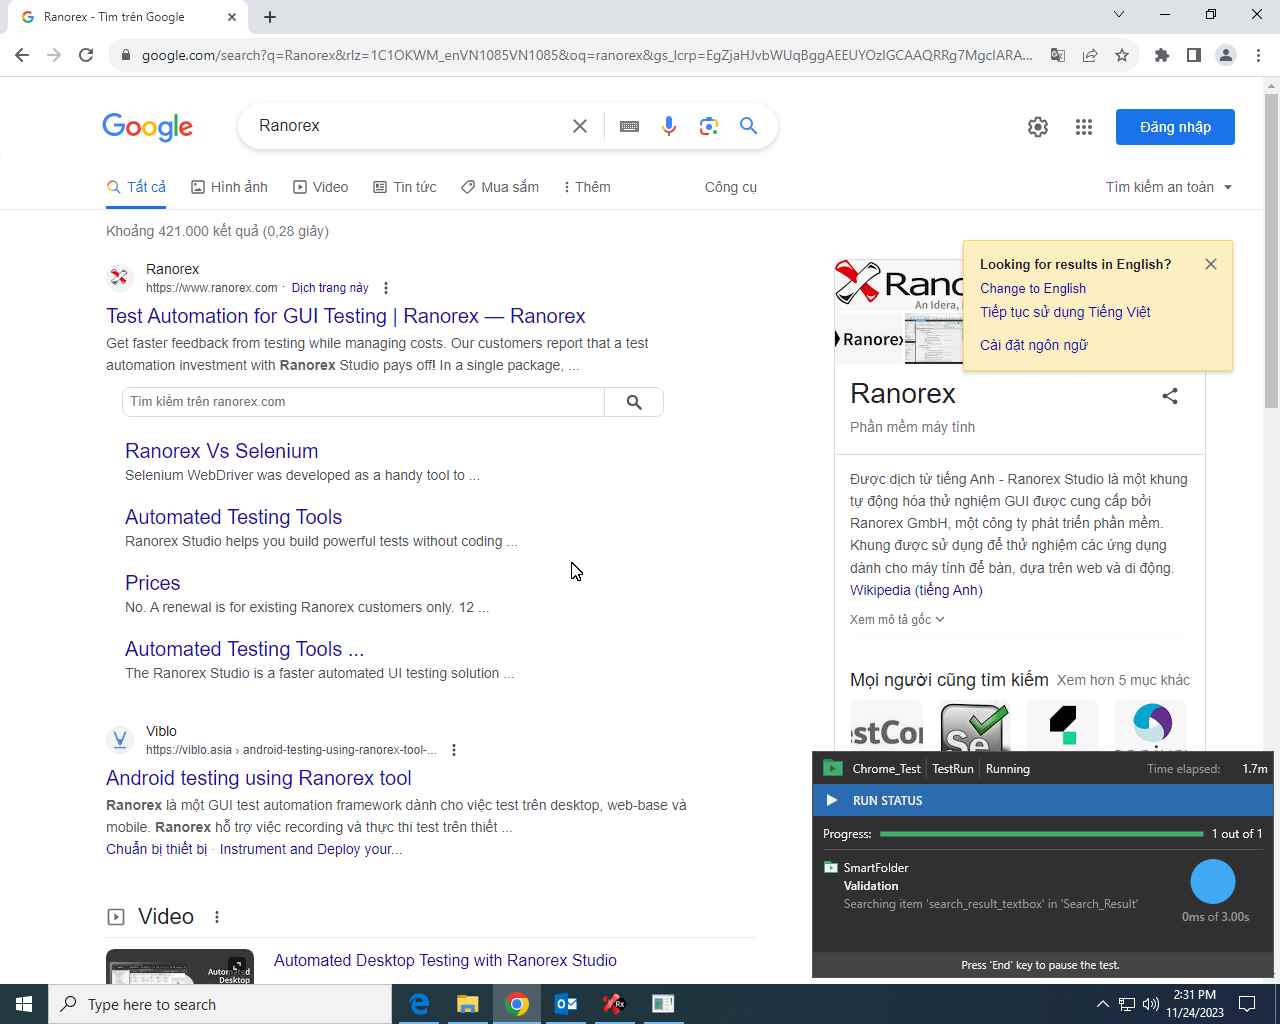 Ranorex - Tìm trên Google
google.com/search?q=Ranorex&rlz=1C1OKWM_enVN1085VN1085&oq=ranorex&gs_lcrp=EgZjaHJvbWUqBggAEEUYOzIGCAAQRRg7MgcIARA...
Google
Ranorex
Đăng nhập
Tất cả
Hình ảnh
Video
Tin tức
Mua sắm
Thêm
Công cụ
Tìm kiếm an toàn
Khoảng 421.000 kết quả (0,28 giây)
Ranorex
https://www.ranorex.com · Dịch trang này
Test Automation for GUI Testing | Ranorex — Ranorex
Get faster feedback from testing while managing costs. Our customers report that a test
automation investment with Ranorex Studio pays off! In a single package, ...
Tìm kiếm trên ranorex.com
Ranorex Vs Selenium
Selenium WebDriver was developed as a handy tool to ...
Automated Testing Tools
Ranorex Studio helps you build powerful tests without coding ...
Prices
No. A renewal is for existing Ranorex customers only. 12 ...
Automated Testing Tools ...
The Ranorex Studio is a faster automated UI testing solution ...
Viblo
https://viblo.asia › android-testing-using-ranorex-tool-...
Android testing using Ranorex tool
Ranorex là một GUI test automation framework dành cho việc test trên desktop, web-base và
mobile. Ranorex hỗ trợ việc recording và thực thi test trên thiết ...
Chuẩn bị thiết bị · Instrument and Deploy your...
Video
Automated
Desktop
Automated Desktop Testing with Ranorex Studio
Looking for results in English?
Change to English
Tiếp tục sử dụng Tiếng Việt
Cài đặt ngôn ngữ
Rano
An Idera,
Ranorex
Ranorex
Phần mềm máy tính
Được dịch từ tiếng Anh - Ranorex Studio là một khung
tự động hóa thử nghiệm GUI được cung cấp bởi
Ranorex GmbH, một công ty phát triển phần mềm.
Khung được sử dụng để thử nghiệm các ứng dụng
dành cho máy tính để bàn, dựa trên web và di động.
Wikipedia (tiếng Anh)
Xem mô tả gốc
Mọi người cũng tìm kiếm
Xem hơn 5 mục khác
estCor
Se
Chrome_Test
TestRun
Running
Time elapsed: 1.7m
RUN STATUS
Progress: 1 out of 1
SmartFolder
Validation
Searching item 'search_result_textbox' in 'Search_Result'
0ms of 3.00s
Press 'End' key to pause the test.
Type here to search
Rx
2:31 PM
11/24/2023